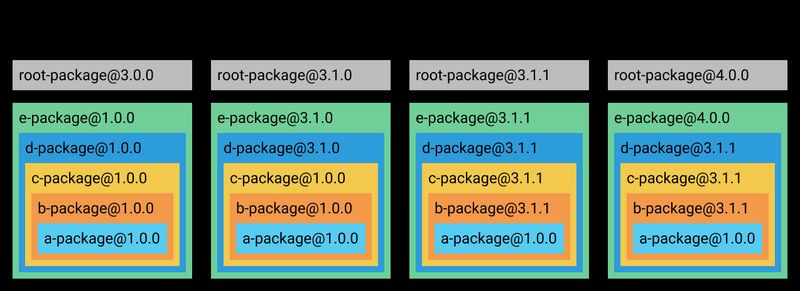 root-package@3.0.0
e-package@1.0.0
d-package@1.0.0
c-package@1.0.0
b-package@1.0.0
a-package@1.0.0
root-package@3.1.0
e-package@3.1.0
d-package@3.1.0
c-package@1.0.0
b-package@1.0.0
a-package@1.0.0
root-package@3.1.1
e-package@3.1.1
d-package@3.1.1
c-package@3.1.1
b-package@3.1.1
a-package@1.0.0
root-package@4.0.0
e-package@4.0.0
d-package@3.1.1
c-package@3.1.1
b-package@3.1.1
a-package@1.0.0